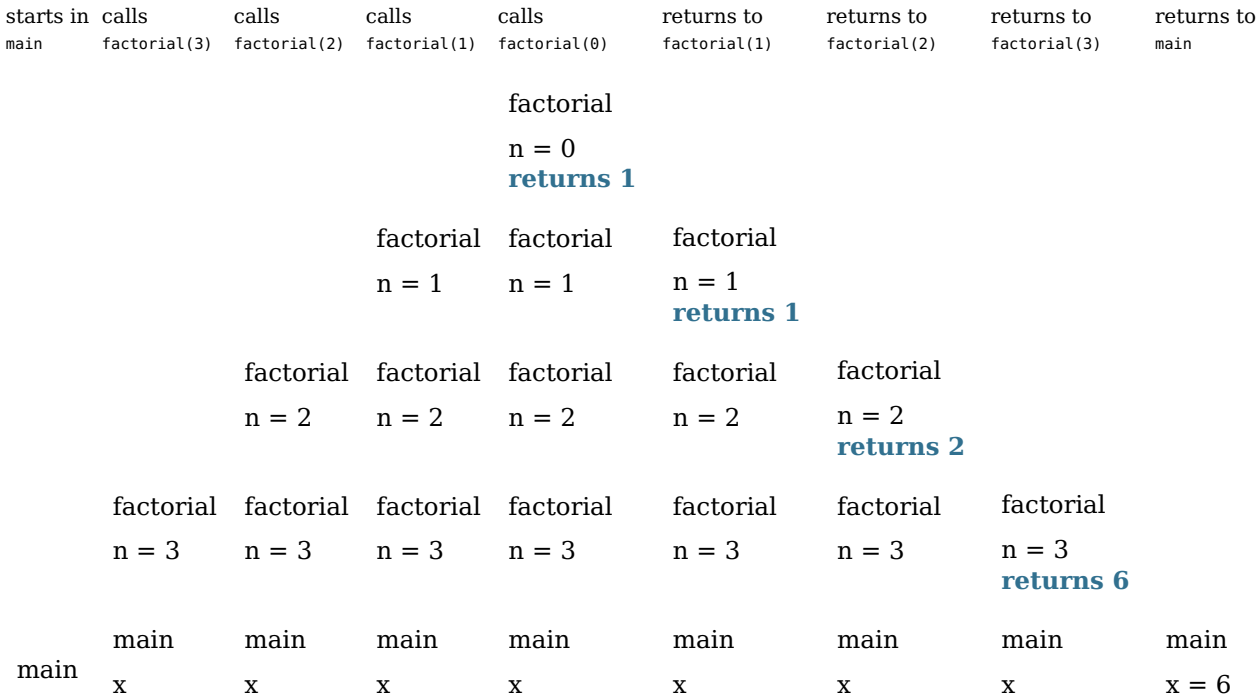 starts in calls calls calls calls returns to returns to returns to returns to
main factorial(3) factorial(2) factorial(1) factorial(0) factorial(1) factorial(2) factorial(3) main
factorial
n = 0
returns 1
factorial factorial factorial
n = 1 n = 1 n = 1
returns 1
factorial factorial factorial factorial factorial
n = 2 n = 2 n = 2 n = 2 n = 2
returns 2
factorial factorial factorial factorial factorial factorial factorial
n = 3 n = 3 n = 3 n = 3 n = 3 n = 3 n = 3
returns 6
main main main main main main main main
main
x x x x x x x x = 6